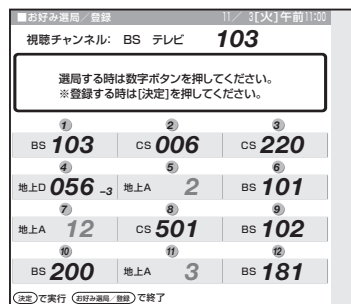 ■お好み選局／登録 11／ 3[火]午前11:00
視聴チャンネル: BS テレビ 103
選局する時は数字ボタンを押してください。
※登録する時は[決定]を押してください。
① ② ③
BS 103 CS 006 CS 220
④ ⑤ ⑥
地上D 056 -3 地上A 2 BS 101
⑦ ⑧ ⑨
地上A 12 CS 501 BS 102
⑩ ⑪ ⑫
BS 200 地上A 3 BS 181
決定で実行 お好み選局／登録で終了